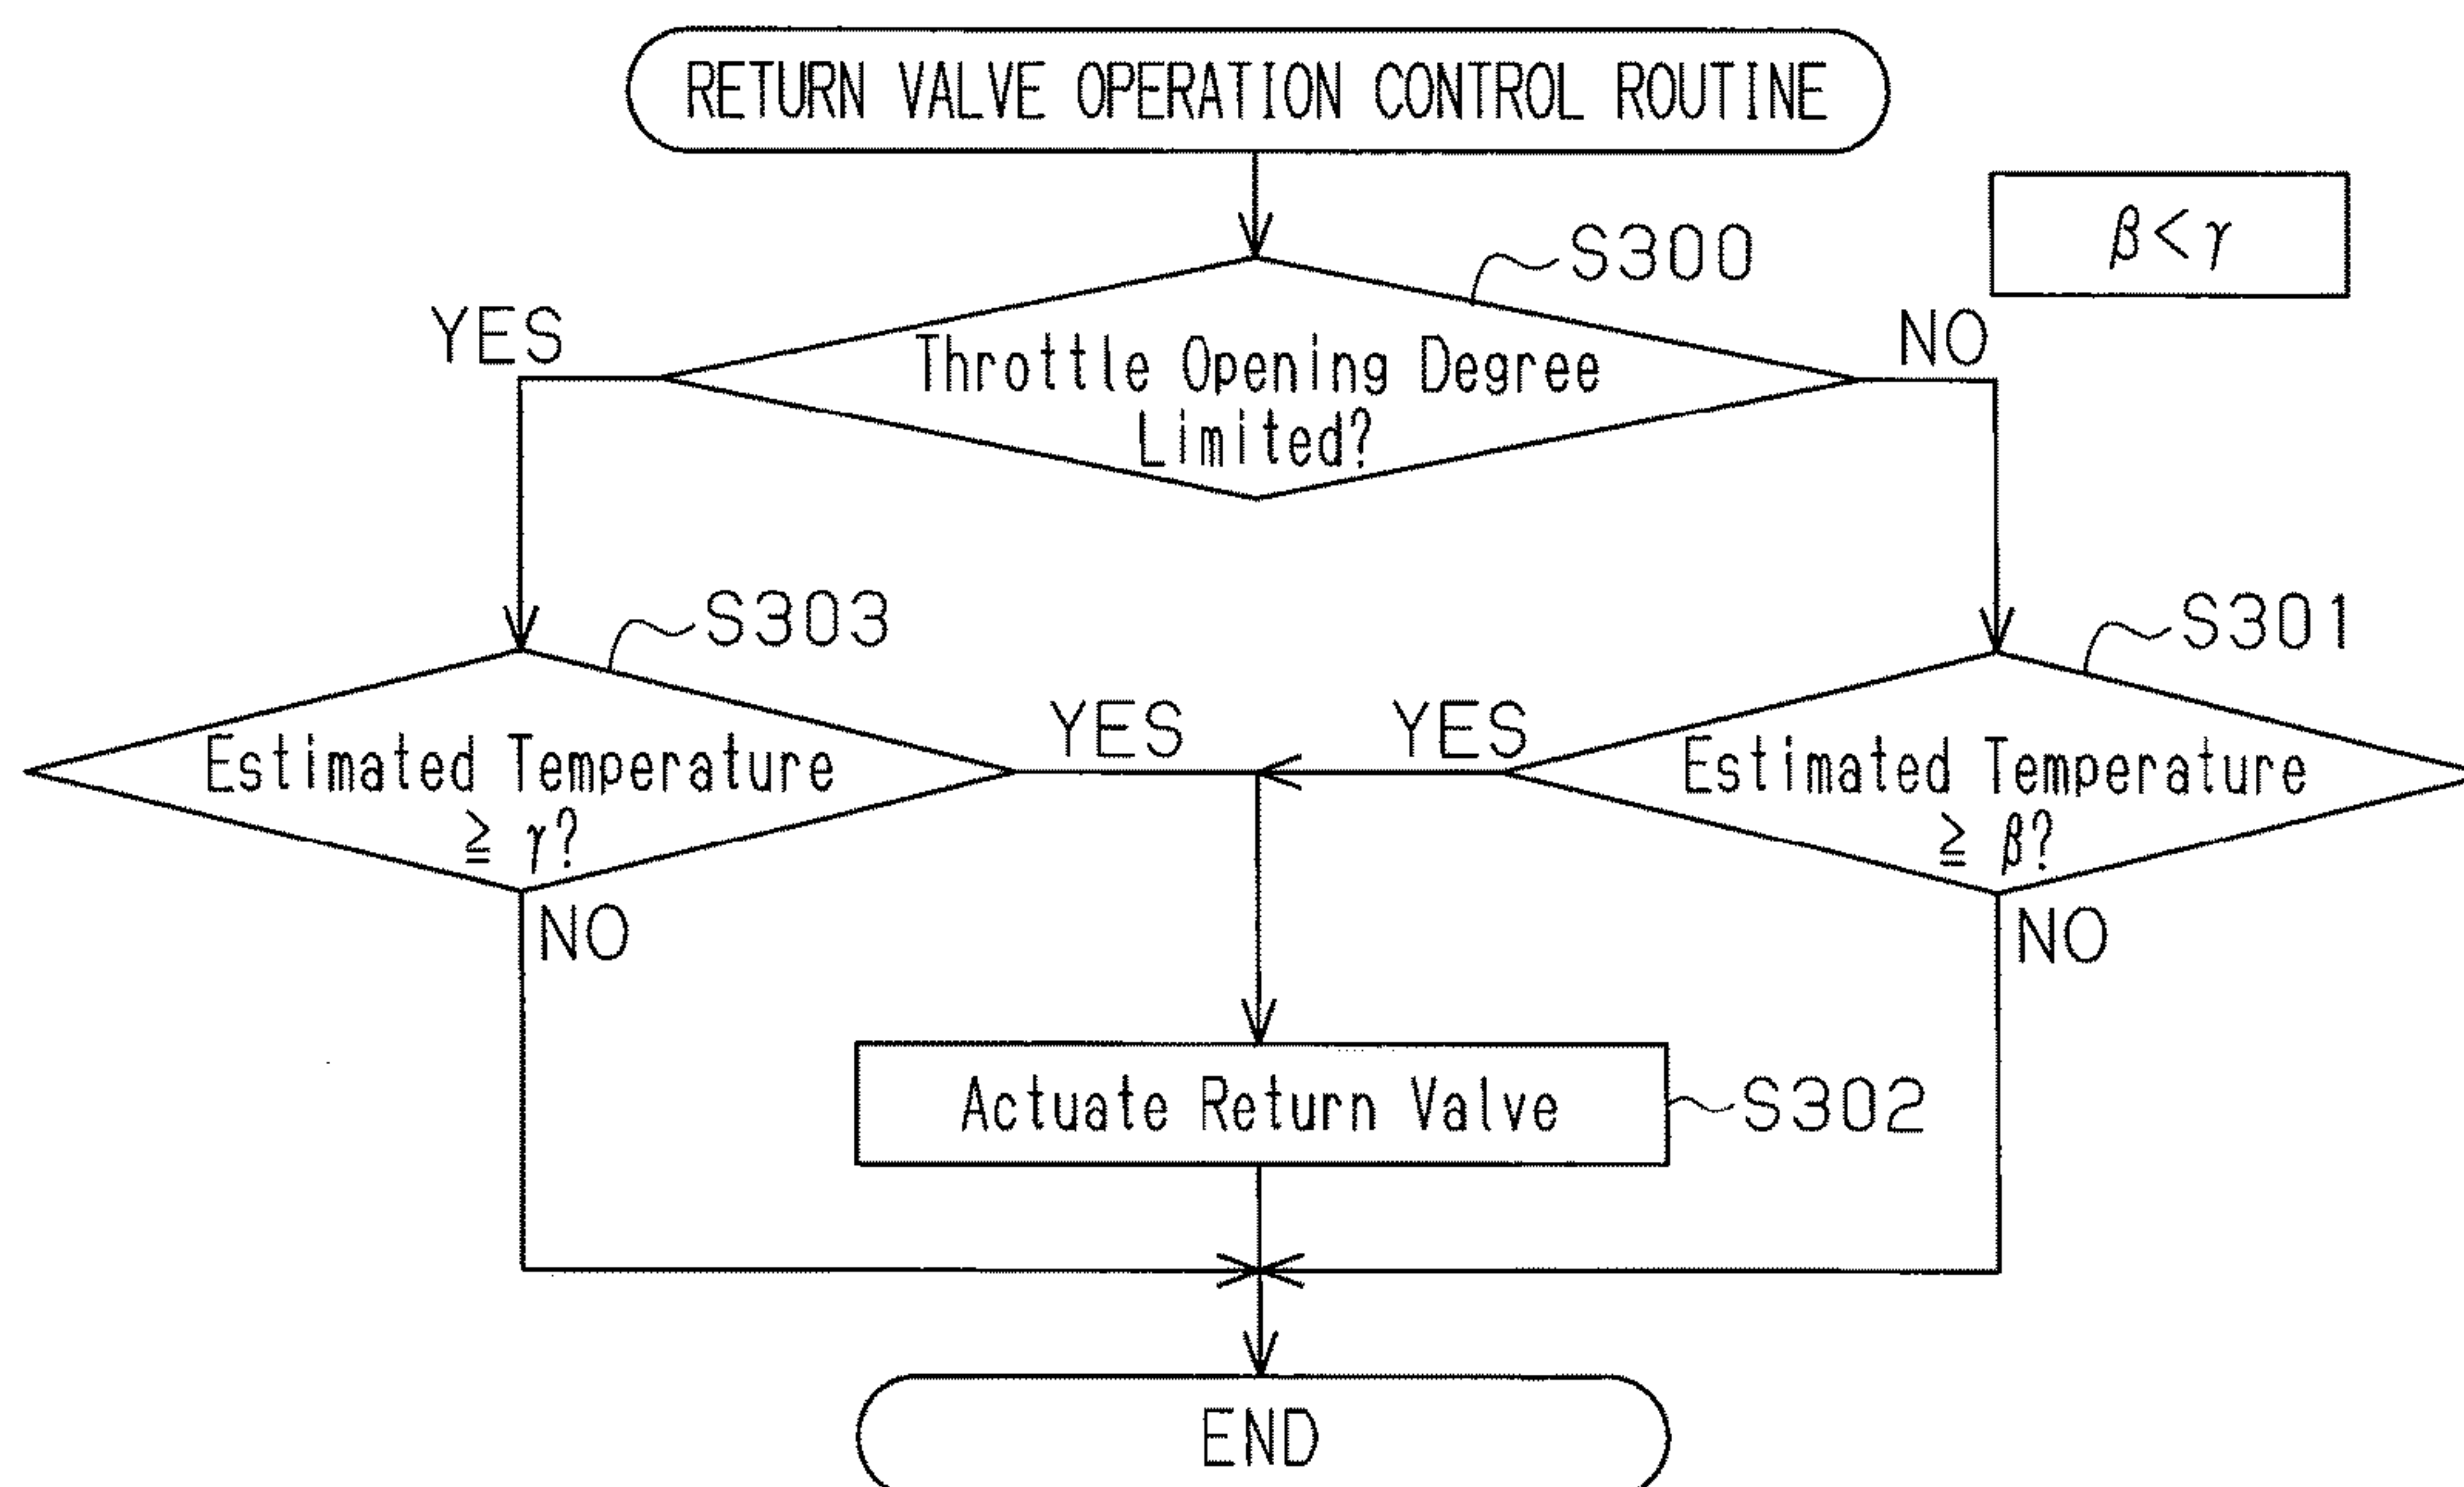 RETURN VALVE OPERATION CONTROL ROUTINE
β<γ
S300
YES
NO
Throttle Opening Degree
Limited?
S303
S301
YES
YES
Estimated Temperature
≧ γ?
Estimated Temperature
≧ β?
NO
NO
Actuate Return Valve
S302
END